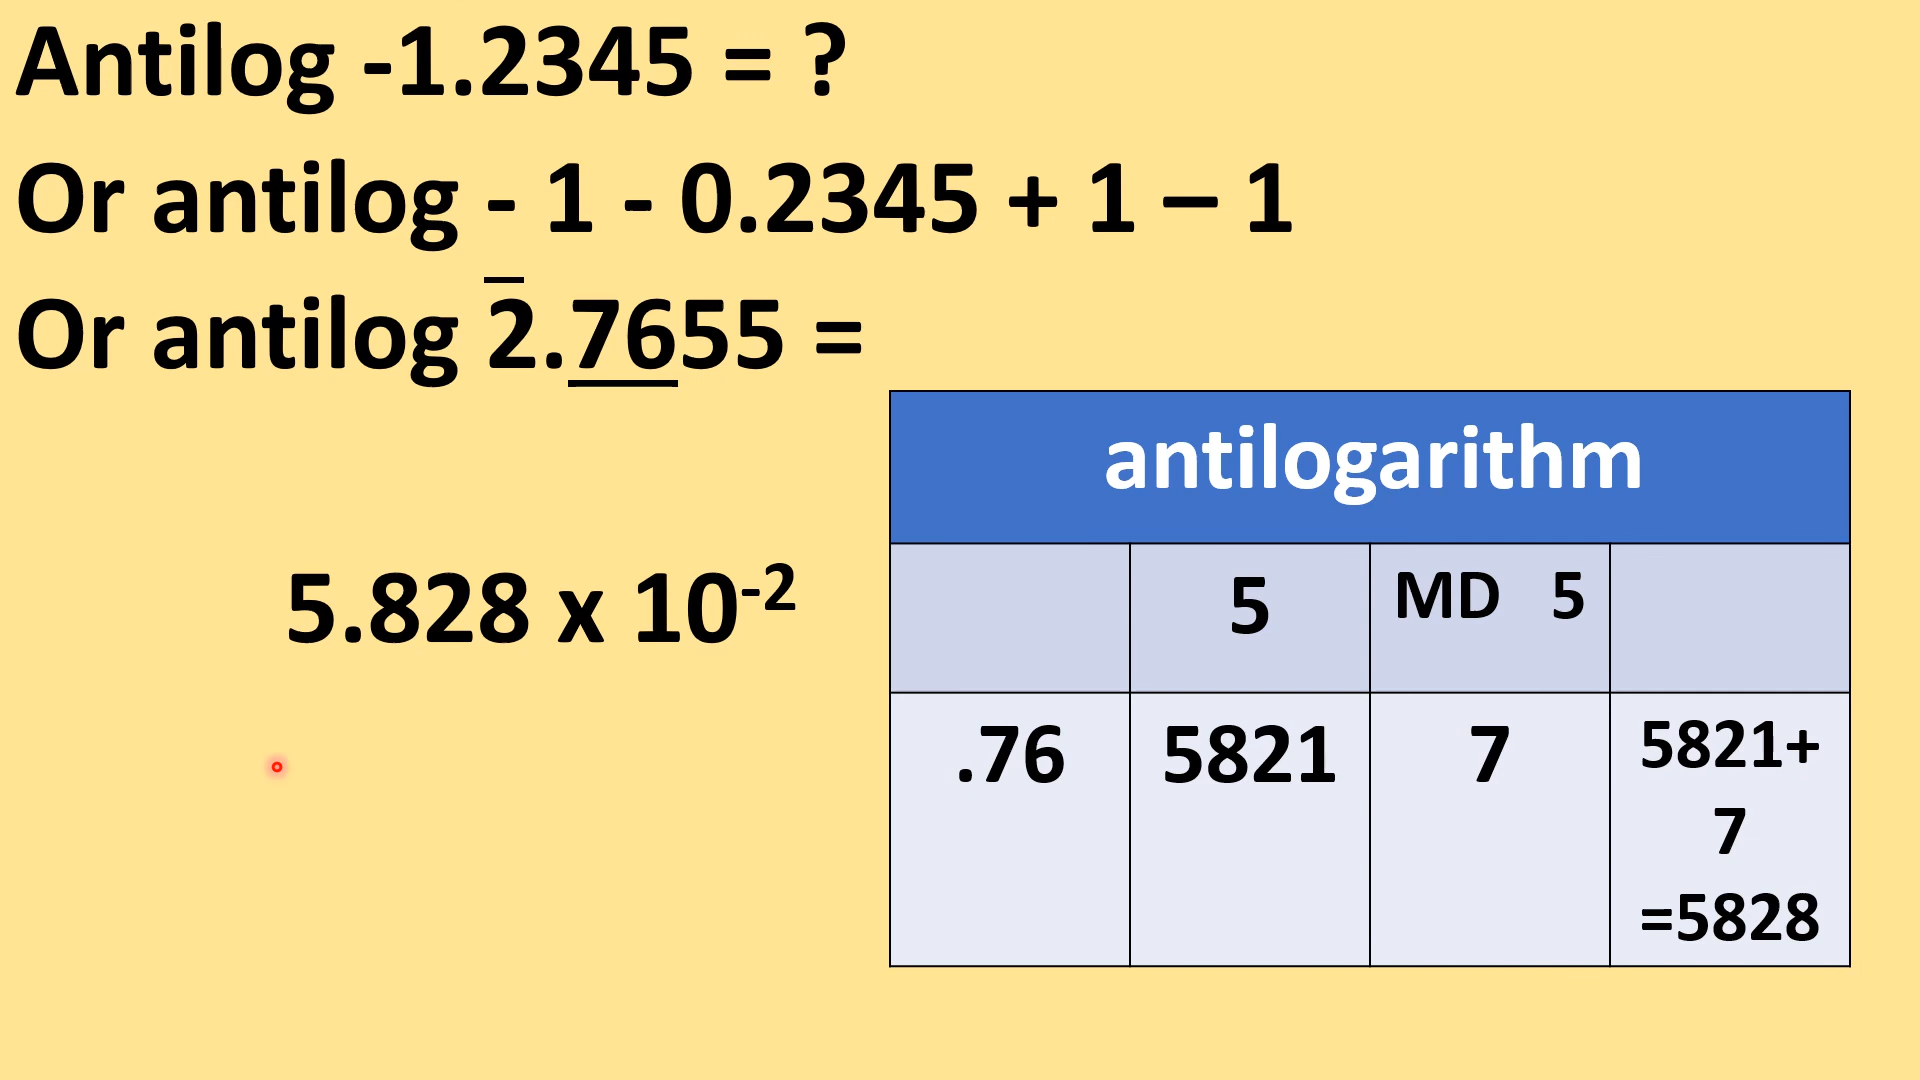 Antilog -1.2345 = ?
Or antilog - 1 - 0.2345 + 1 – 1
Or antilog 2̅.7655 =
5.828 x 10⁻²
antilogarithm
5 MD 5
.76 5821 7 5821+
7
=5828